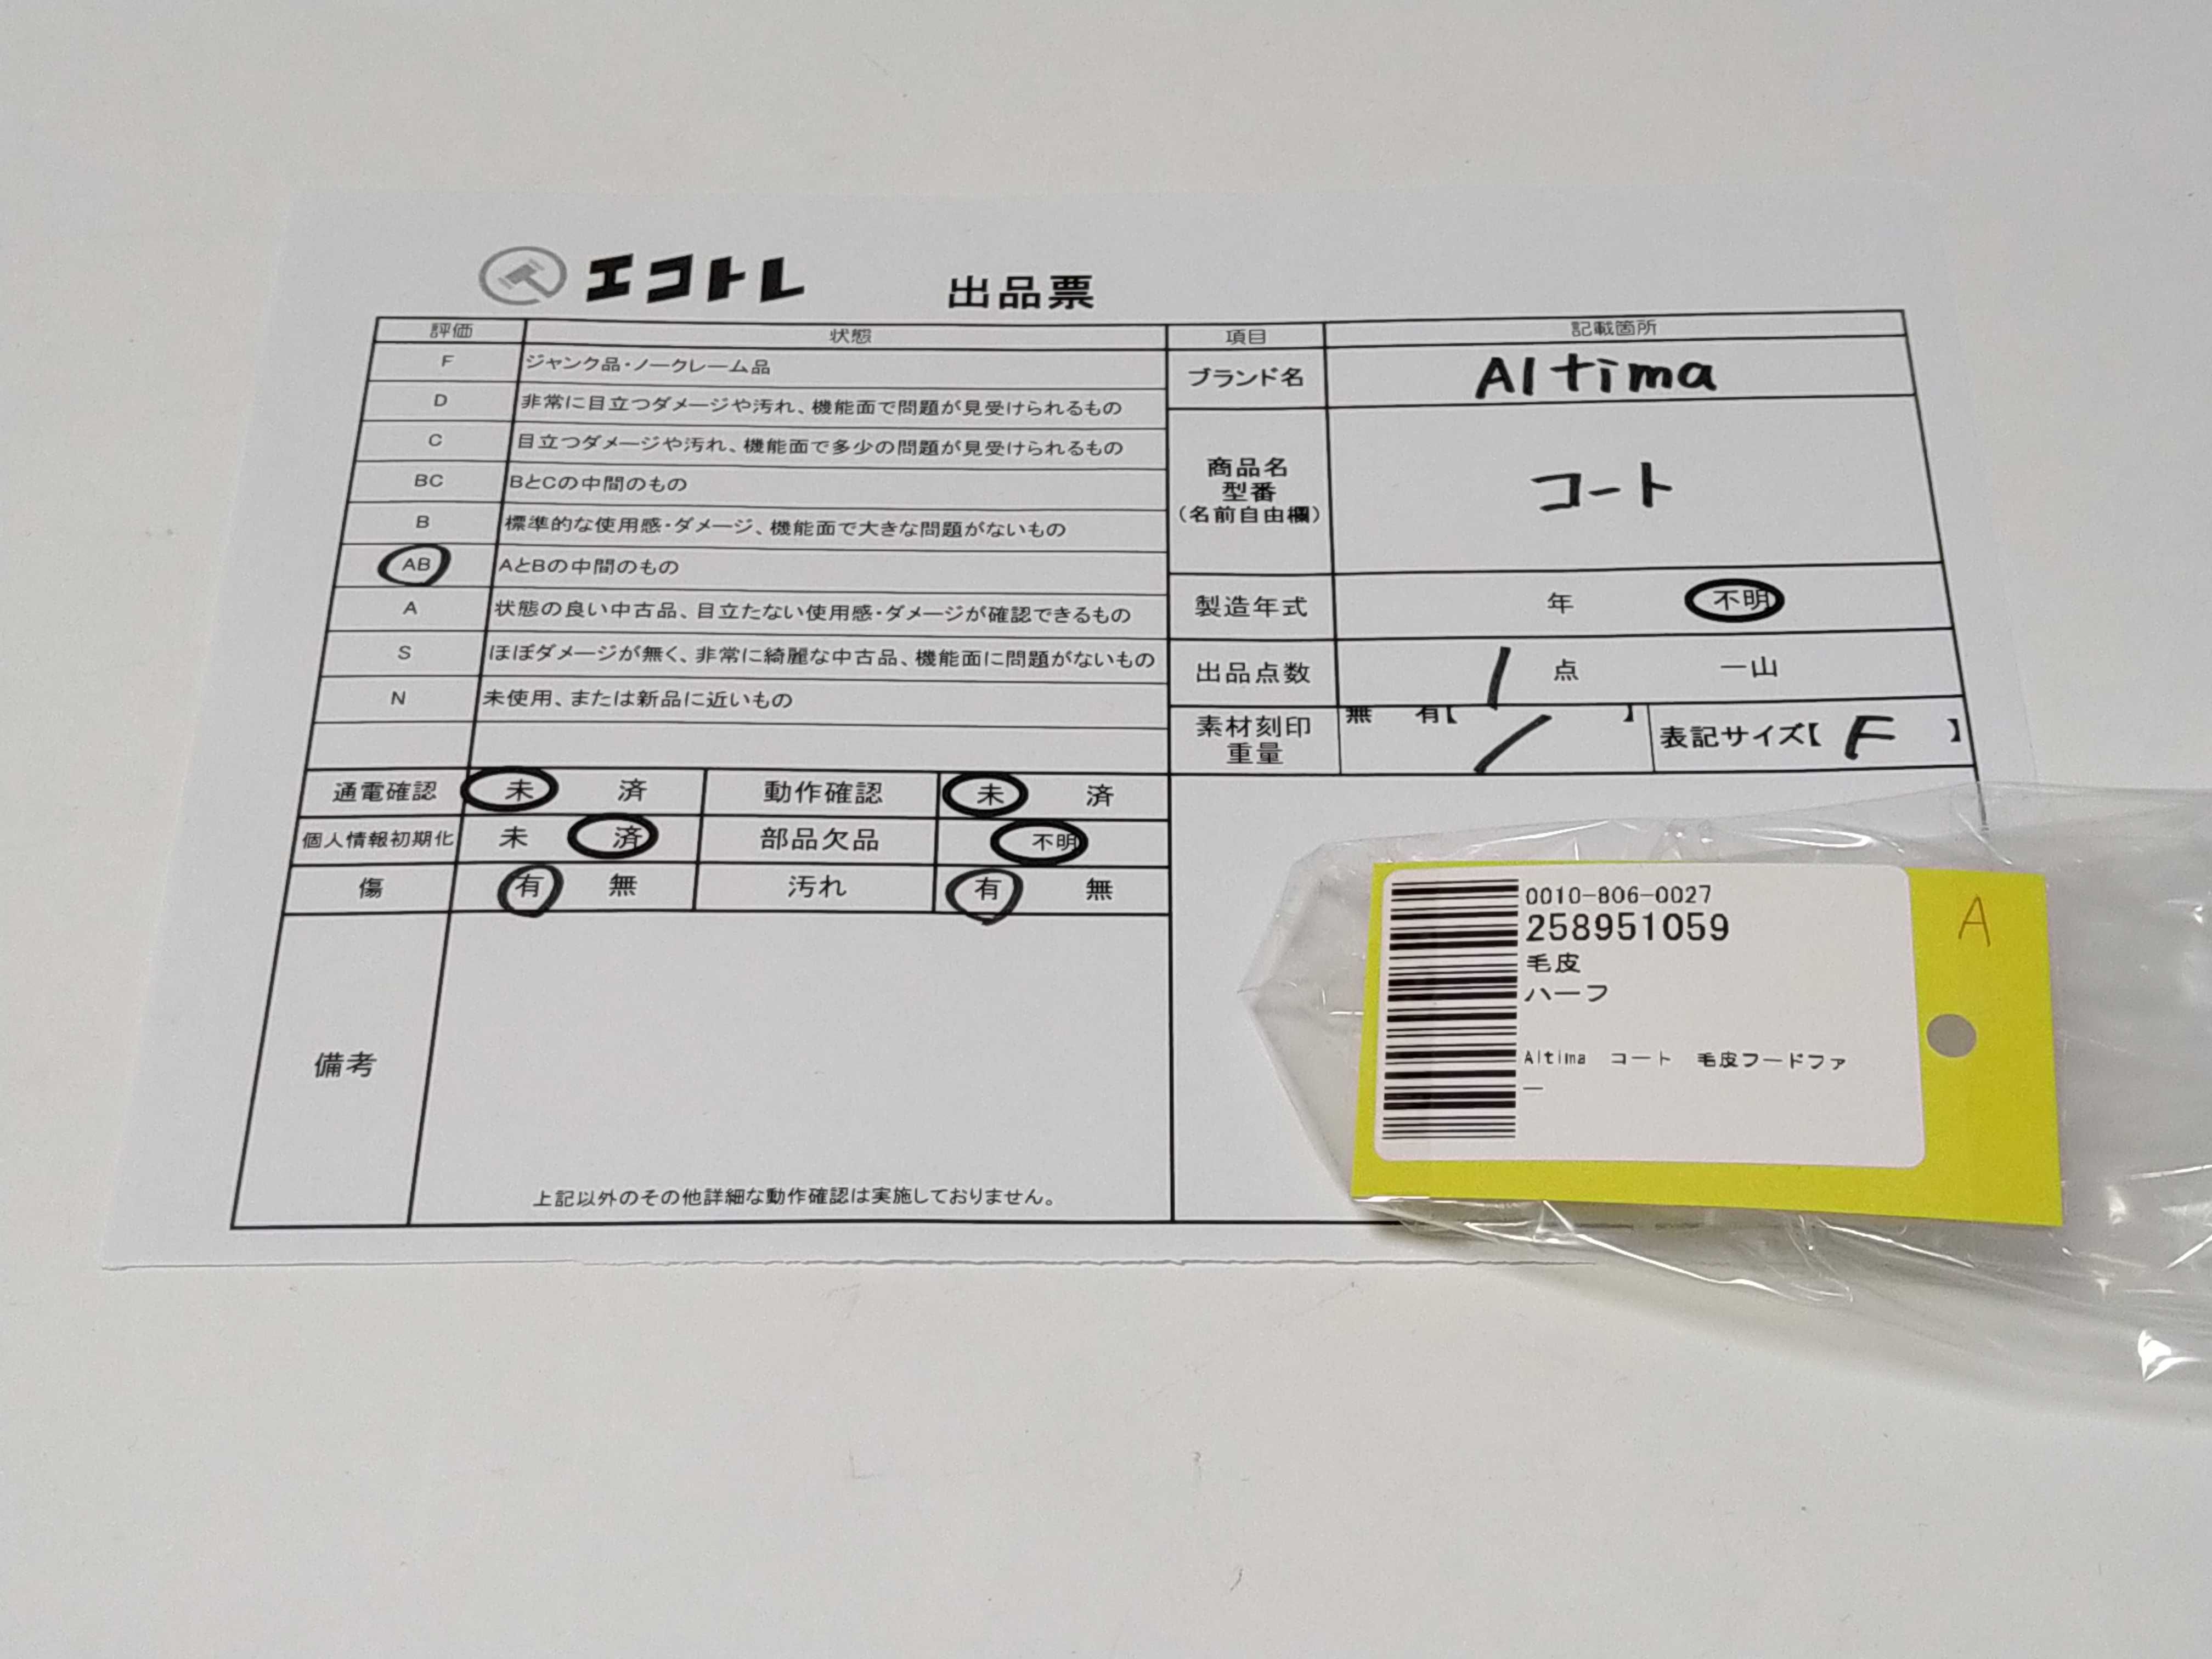 エコトレ 出品票
評価 状態
F ジャンク品・ノークレーム品
D 非常に目立つダメージや汚れ、機能面で問題が見受けられるもの
C 目立つダメージや汚れ、機能面で多少の問題が見受けられるもの
BC BとCの中間のもの
B 標準的な使用感・ダメージ、機能面で大きな問題がないもの
AB AとBの中間のもの
A 状態の良い中古品、目立たない使用感・ダメージが確認できるもの
S ほぼダメージが無く、非常に綺麗な中古品、機能面に問題がないもの
N 未使用、または新品に近いもの
通電確認 未 済 動作確認 未 済
個人情報初期化 未 済 部品欠品 不明
傷 有 無 汚れ 有 無
備考
上記以外のその他詳細な動作確認は実施しておりません。
項目 記載箇所
ブランド名 Altima
商品名
型番
(名前自由欄)
コート
製造年式 年 不明
出品点数 1 点 一山
素材刻印
重量
無 有【 / 】 表記サイズ【 F 】
0010-806-0027
258951059
毛皮
ハーフ
Altima コート 毛皮フードファ
ー
A